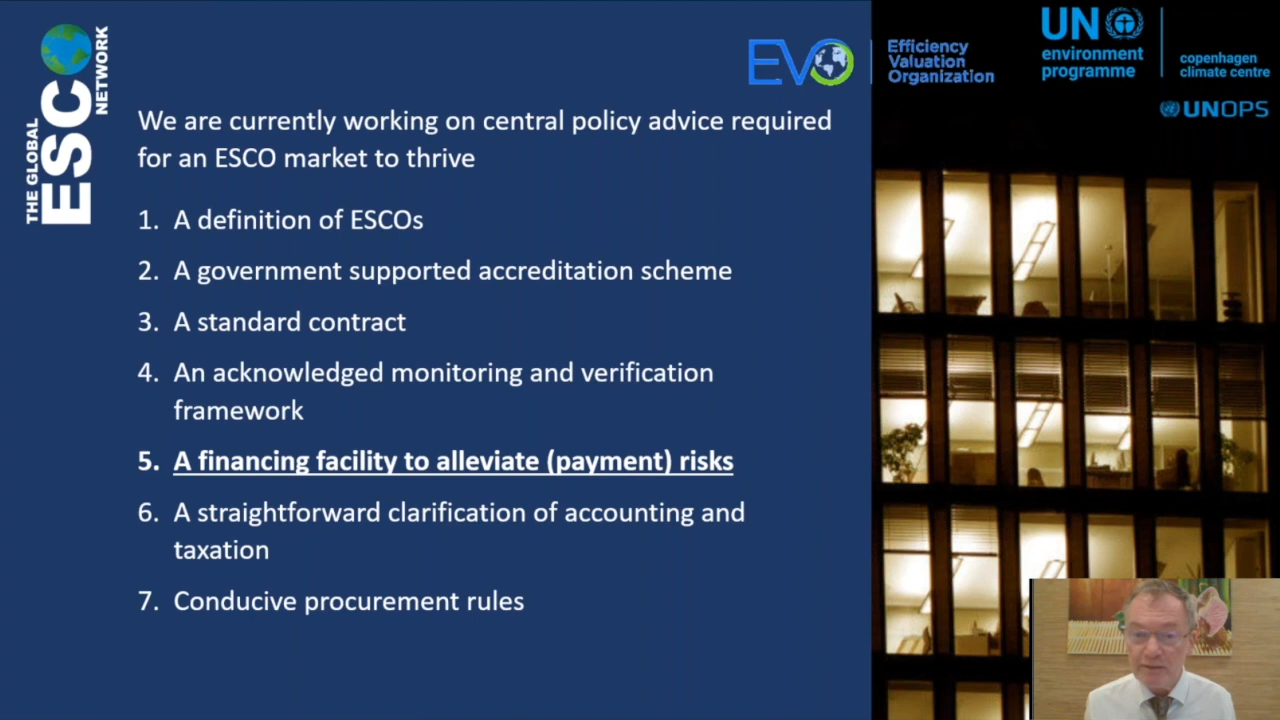 THE GLOBAL
ESCO
NETWORK
EVO
Efficiency
Valuation
Organization
UN
environment
programme
copenhagen
climate centre
UNOPS
We are currently working on central policy advice required
for an ESCO market to thrive
1. A definition of ESCOs
2. A government supported accreditation scheme
3. A standard contract
4. An acknowledged monitoring and verification
framework
5. A financing facility to alleviate (payment) risks
6. A straightforward clarification of accounting and
taxation
7. Conducive procurement rules